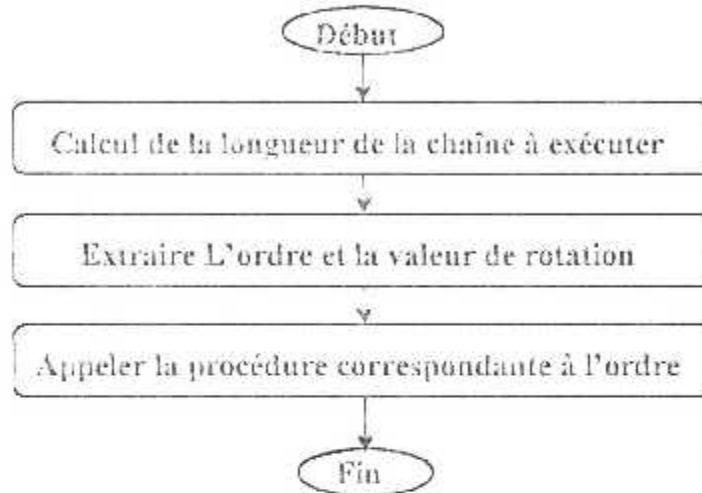 Début
Calcul de la longueur de la chaîne à exécuter
Extraire L'ordre et la valeur de rotation
Appeler la procédure correspondante à l'ordre
Fin